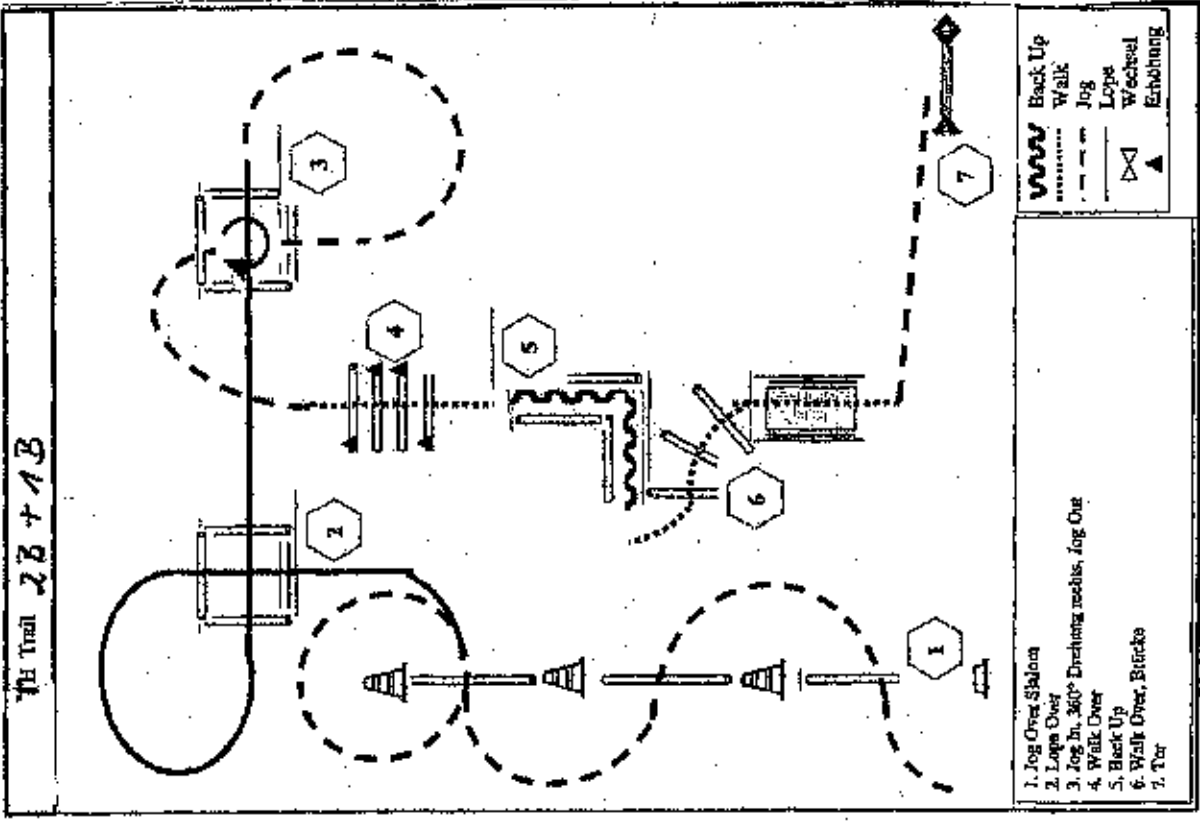 TH Trail 2B + 1B
3
2
4
5
6
7
1
Back Up
Walk
Jog
Lope
Wechsel
Erhöhung
1. Jog Over Slalom
2. Lope Over
3. Jog In, 360° Drehung rechts, Jog Out
4. Walk Over
5. Back Up
6. Walk Over, Brücke
7. Tor